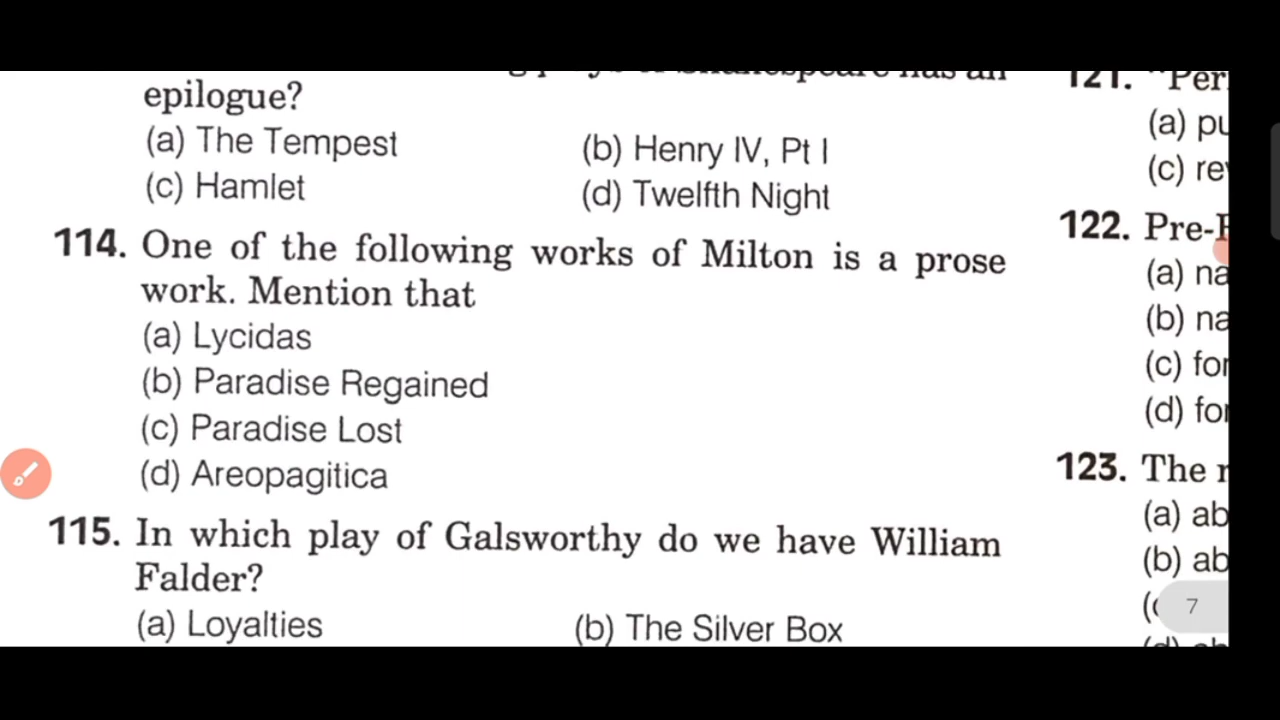 epilogue?
(a) The Tempest (b) Henry IV, Pt I
(c) Hamlet (d) Twelfth Night
114. One of the following works of Milton is a prose
work. Mention that
(a) Lycidas
(b) Paradise Regained
(c) Paradise Lost
(d) Areopagitica
115. In which play of Galsworthy do we have William
Falder?
(a) Loyalties (b) The Silver Box
121.
(a)
(c)
122.
(a)
(b)
(c)
(d)
123. The
(a)
(b)
7